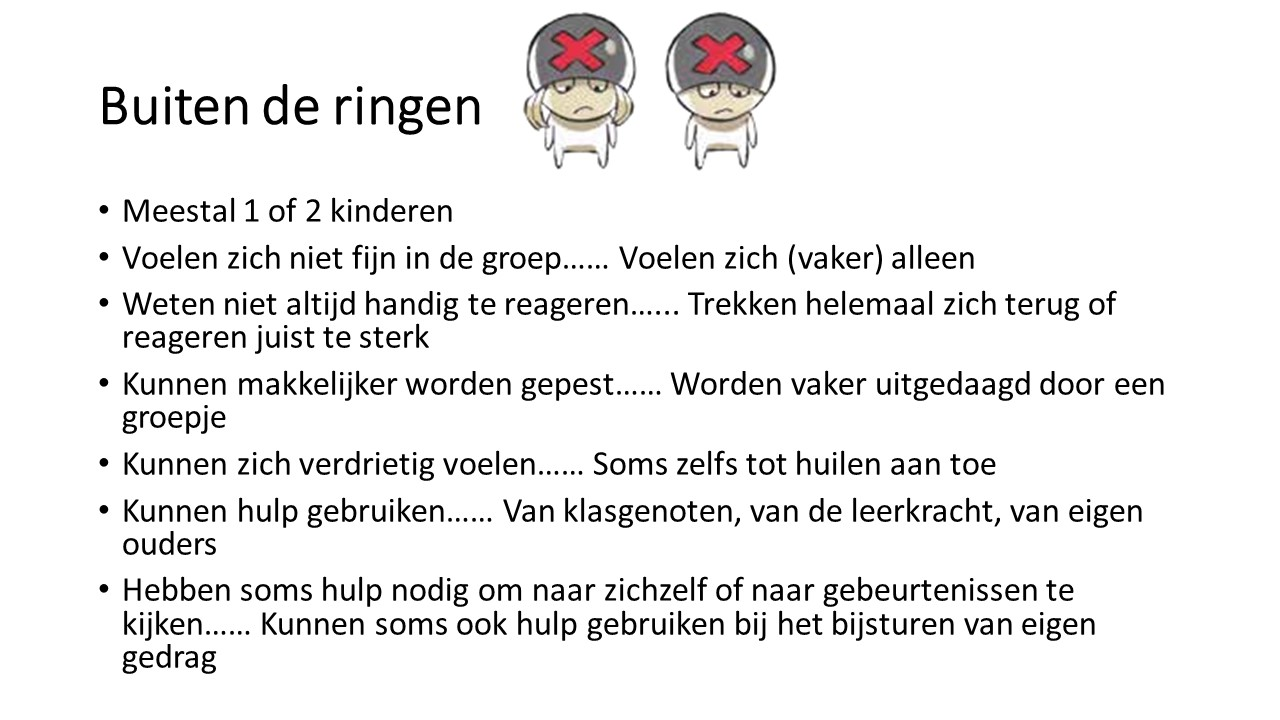 Buiten de ringen
• Meestal 1 of 2 kinderen
• Voelen zich niet fijn in de groep…… Voelen zich (vaker) alleen
• Weten niet altijd handig te reageren…... Trekken helemaal zich terug of
reageren juist te sterk
• Kunnen makkelijker worden gepest…… Worden vaker uitgedaagd door een
groepje
• Kunnen zich verdrietig voelen…… Soms zelfs tot huilen aan toe
• Kunnen hulp gebruiken…… Van klasgenoten, van de leerkracht, van eigen
ouders
• Hebben soms hulp nodig om naar zichzelf of naar gebeurtenissen te
kijken…… Kunnen soms ook hulp gebruiken bij het bijsturen van eigen
gedrag